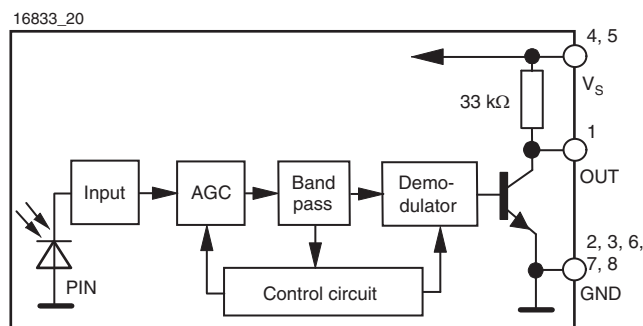 16833_20
4, 5
V_S
33 kΩ
1
OUT
Input
AGC
Band
pass
Demo-
dulator
2, 3, 6,
7, 8
GND
PIN
Control circuit